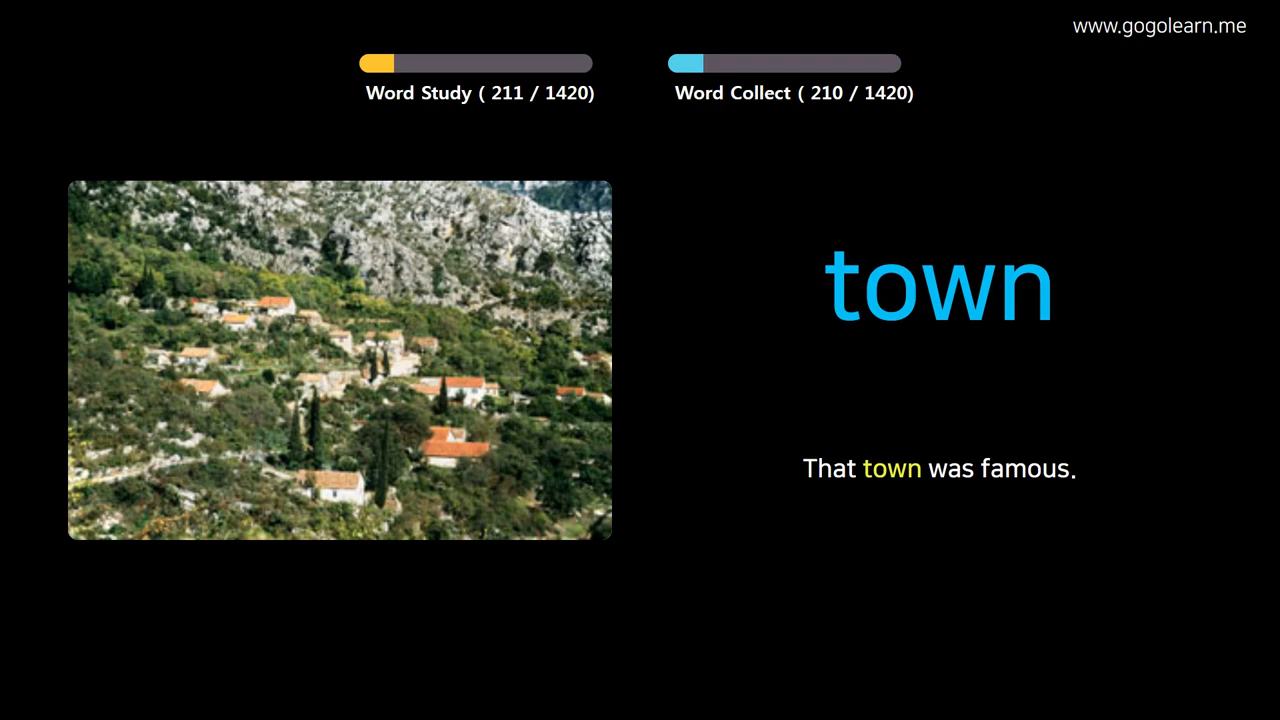 www.gogolearn.me
Word Study ( 211 / 1420)
Word Collect ( 210 / 1420)
town
That town was famous.